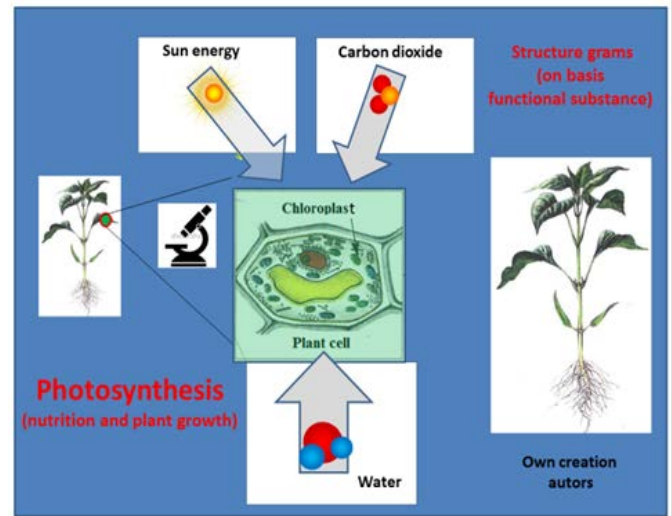 Sun energy
Carbon dioxide
Structure grams
(on basis
functional substance)
Chloroplast
Plant cell
Photosynthesis
(nutrition and plant growth)
Water
Own creation
autors